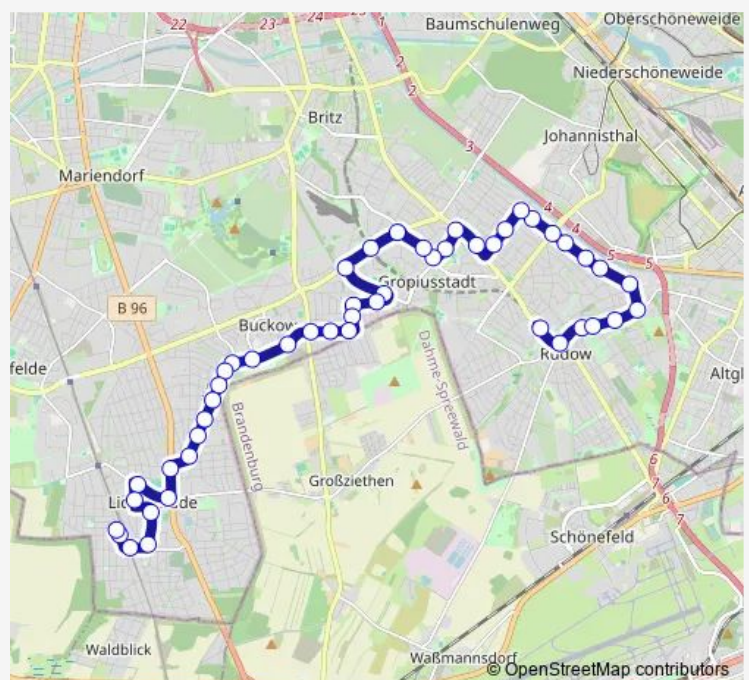 22
23
24
23
1
Baumschulenweg
Oberschöneweide
2
2
Niederschöneweide
Britz
3
Johannisthal
Mariendorf
4
4
5
5
Gropiusstadt
B 96
Buckow
felde
Rudow
Dahme-Spreewald
Altgl
Brandenburg
6
7
6
7
Großziethen
Schönefeld
Waldblick
Waßmannsdorf
© OpenStreetMap contributors